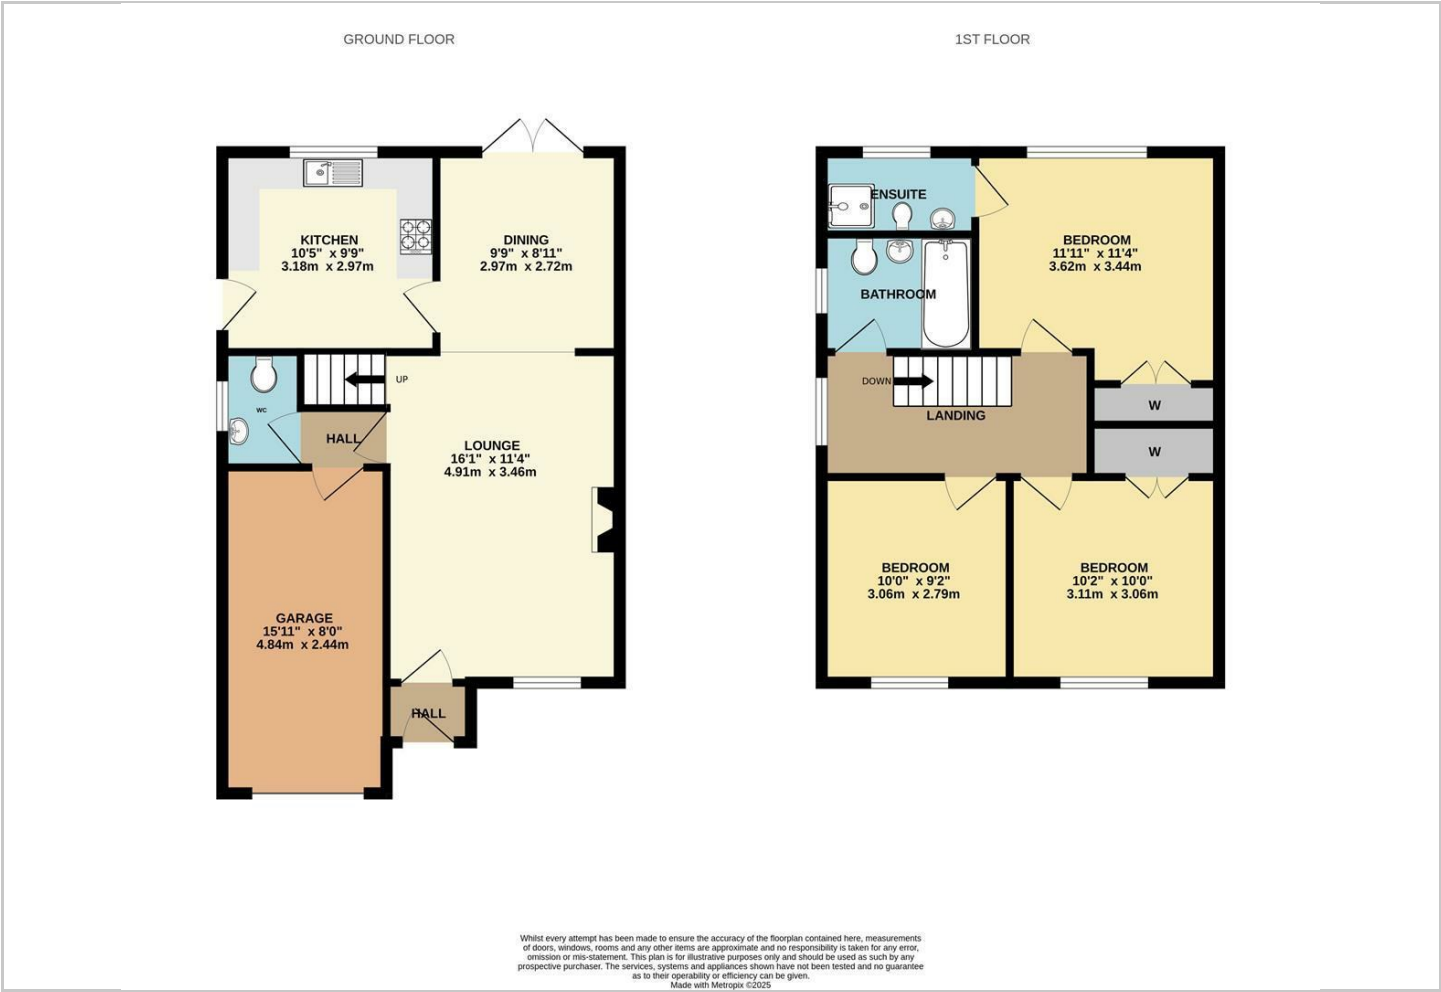 GROUND FLOOR
1ST FLOOR
KITCHEN
10'5" x 9'9"
3.18m x 2.97m
DINING
9'9" x 8'11"
2.97m x 2.72m
UP
WC
HALL
LOUNGE
16'1" x 11'4"
4.91m x 3.46m
GARAGE
15'11" x 8'0"
4.84m x 2.44m
HALL
ENSUITE
BEDROOM
11'11" x 11'4"
3.62m x 3.44m
BATHROOM
DOWN
LANDING
W
W
BEDROOM
10'0" x 9'2"
3.06m x 2.79m
BEDROOM
10'2" x 10'0"
3.11m x 3.06m
Whilst every attempt has been made to ensure the accuracy of the floorplan contained here, measurements
of doors, windows, rooms and any other items are approximate and no responsibility is taken for any error,
omission or mis-statement. This plan is for illustrative purposes only and should be used as such by any
prospective purchaser. The services, systems and appliances shown have not been tested and no guarantee
as to their operability or efficiency can be given.
Made with Metropix ©2025